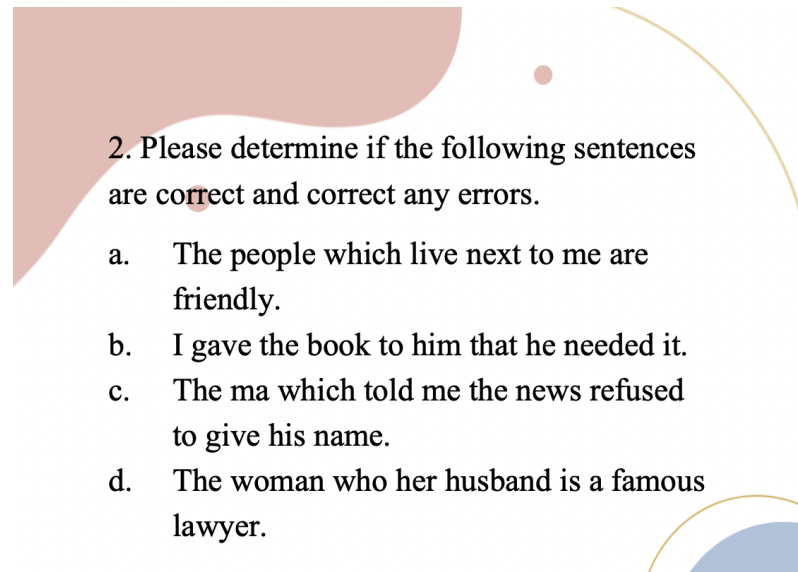 2. Please determine if the following sentences
are correct and correct any errors.
a. The people which live next to me are
friendly.
b. I gave the book to him that he needed it.
c. The ma which told me the news refused
to give his name.
d. The woman who her husband is a famous
lawyer.